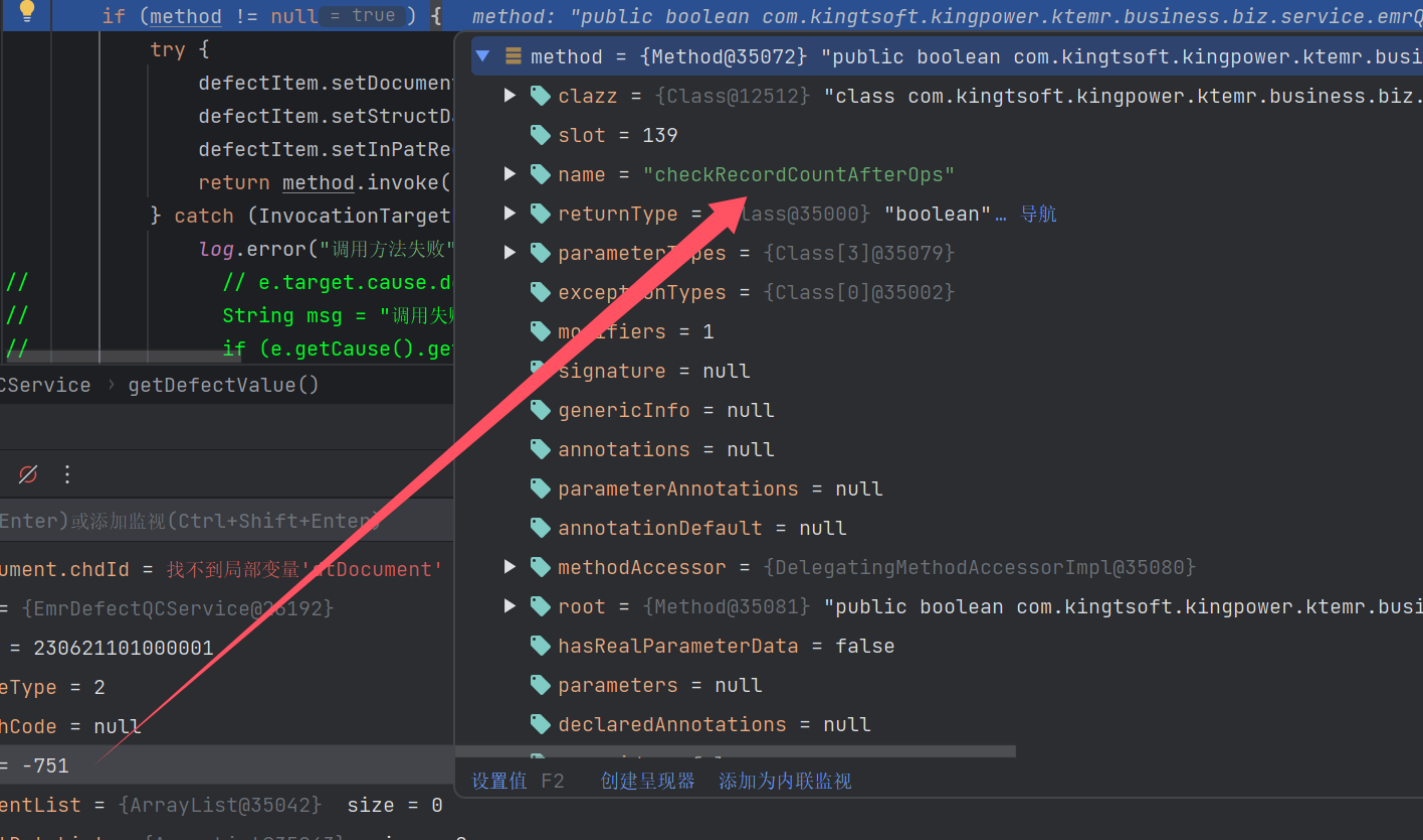 if (method != null = true ) { method: "public boolean com.kingtsoft.kingpower.ktemr.business.biz.service.emrQ
try {
defectItem.setDocument
defectItem.setStructDa
defectItem.setInPatRe
return method.invoke(
} catch (InvocationTarget
log.error("调用方法失败"
// // e.target.cause.d
// String msg = "调用失
// if (e.getCause().ge
CService › getDefectValue()
Enter)或添加监视(Ctrl+Shift+Enter)
ument.chdId = 找不到局部变量'dtDocument'
= {EmrDefectQCService@26192}
= 230621101000001
eType = 2
hCode = null
= -751
entList = {ArrayList@35042} size = 0
method = {Method@35072} "public boolean com.kingtsoft.kingpower.ktemr.busi
clazz = {Class@12512} "class com.kingtsoft.kingpower.ktemr.business.biz.
slot = 139
name = "checkRecordCountAfterOps"
returnType = {Class@35000} "boolean"… 导航
parameterTypes = {Class[3]@35079}
exceptionTypes = {Class[0]@35002}
modifiers = 1
signature = null
genericInfo = null
annotations = null
parameterAnnotations = null
annotationDefault = null
methodAccessor = {DelegatingMethodAccessorImpl@35080}
root = {Method@35081} "public boolean com.kingtsoft.kingpower.ktemr.busi
hasRealParameterData = false
parameters = null
declaredAnnotations = null
设置值 F2 创建呈现器 添加为内联监视